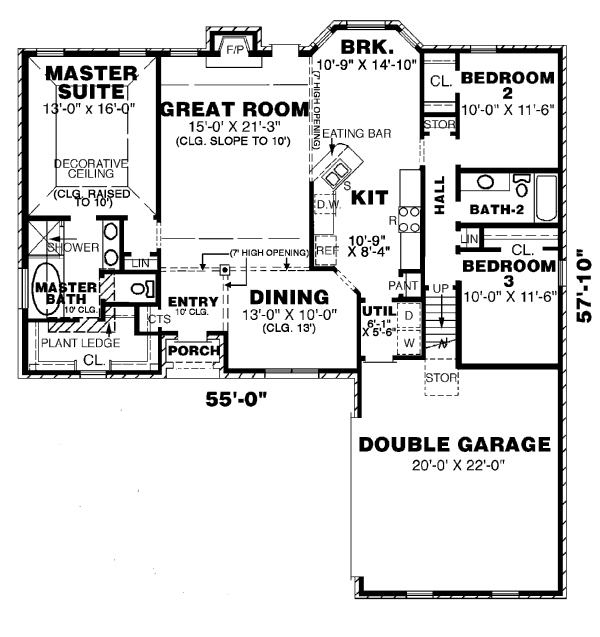 F/P
BRK.
10'-9" X 14'-10"
MASTER
SUITE
13'-0" x 16'-0"
DECORATIVE
CEILING
(CLG. RAISED
TO 10')
GREAT ROOM
15'-0' X 21'-3"
(CLG. SLOPE TO 10')
(7' HIGH OPENING)
EATING BAR
S
D.W.
KIT
10'-9"
X 8'-4"
R
REF
PANT
CL.
STOR
BEDROOM
2
10'-0" X 11'-6"
HALL
BATH-2
LIN
CL.
BEDROOM
3
10'-0" X 11'-6"
57'-10"
SHOWER
LIN
MASTER
BATH
10' CLG.
PLANT LEDGE
CL.
CTS
ENTRY
10' CLG.
(7' HIGH OPENING)
DINING
13'-0" X 10'-0"
(CLG. 13')
PORCH
UTIL
6'-1"
X 5'-6"
D
W
UP
STOR
55'-0"
DOUBLE GARAGE
20'-0' X 22'-0"